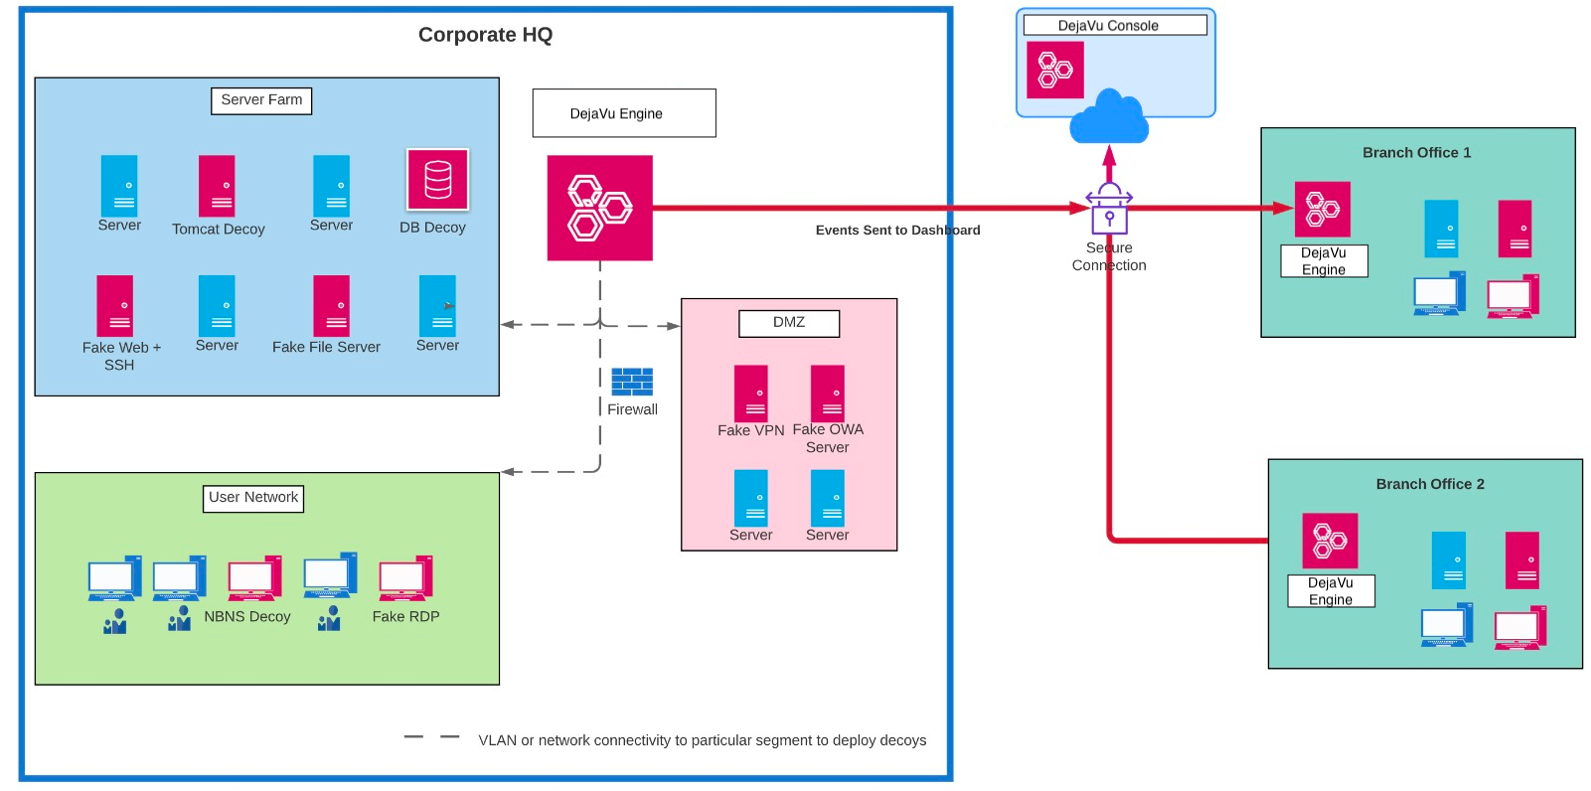 Corporate HQ
Server Farm
Server
Tomcat Decoy
Server
DB Decoy
Fake Web +
SSH
Server
Fake File Server
Server
DejaVu Engine
Events Sent to Dashboard
DMZ
Fake VPN
Fake OWA
Server
Server
Server
Firewall
User Network
NBNS Decoy
Fake RDP
VLAN or network connectivity to particular segment to deploy decoys
DejaVu Console
Secure
Connection
Branch Office 1
DejaVu
Engine
Branch Office 2
DejaVu
Engine